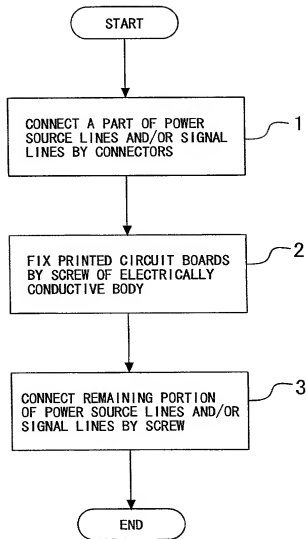 START
CONNECT A PART OF POWER
SOURCE LINES AND/OR SIGNAL
LINES BY CONNECTORS
1
FIX PRINTED CIRCUIT BOARDS
BY SCREW OF ELECTRICALLY
CONDUCTIVE BODY
2
CONNECT REMAINING PORTION
OF POWER SOURCE LINES AND/OR
SIGNAL LINES BY SCREW
3
END